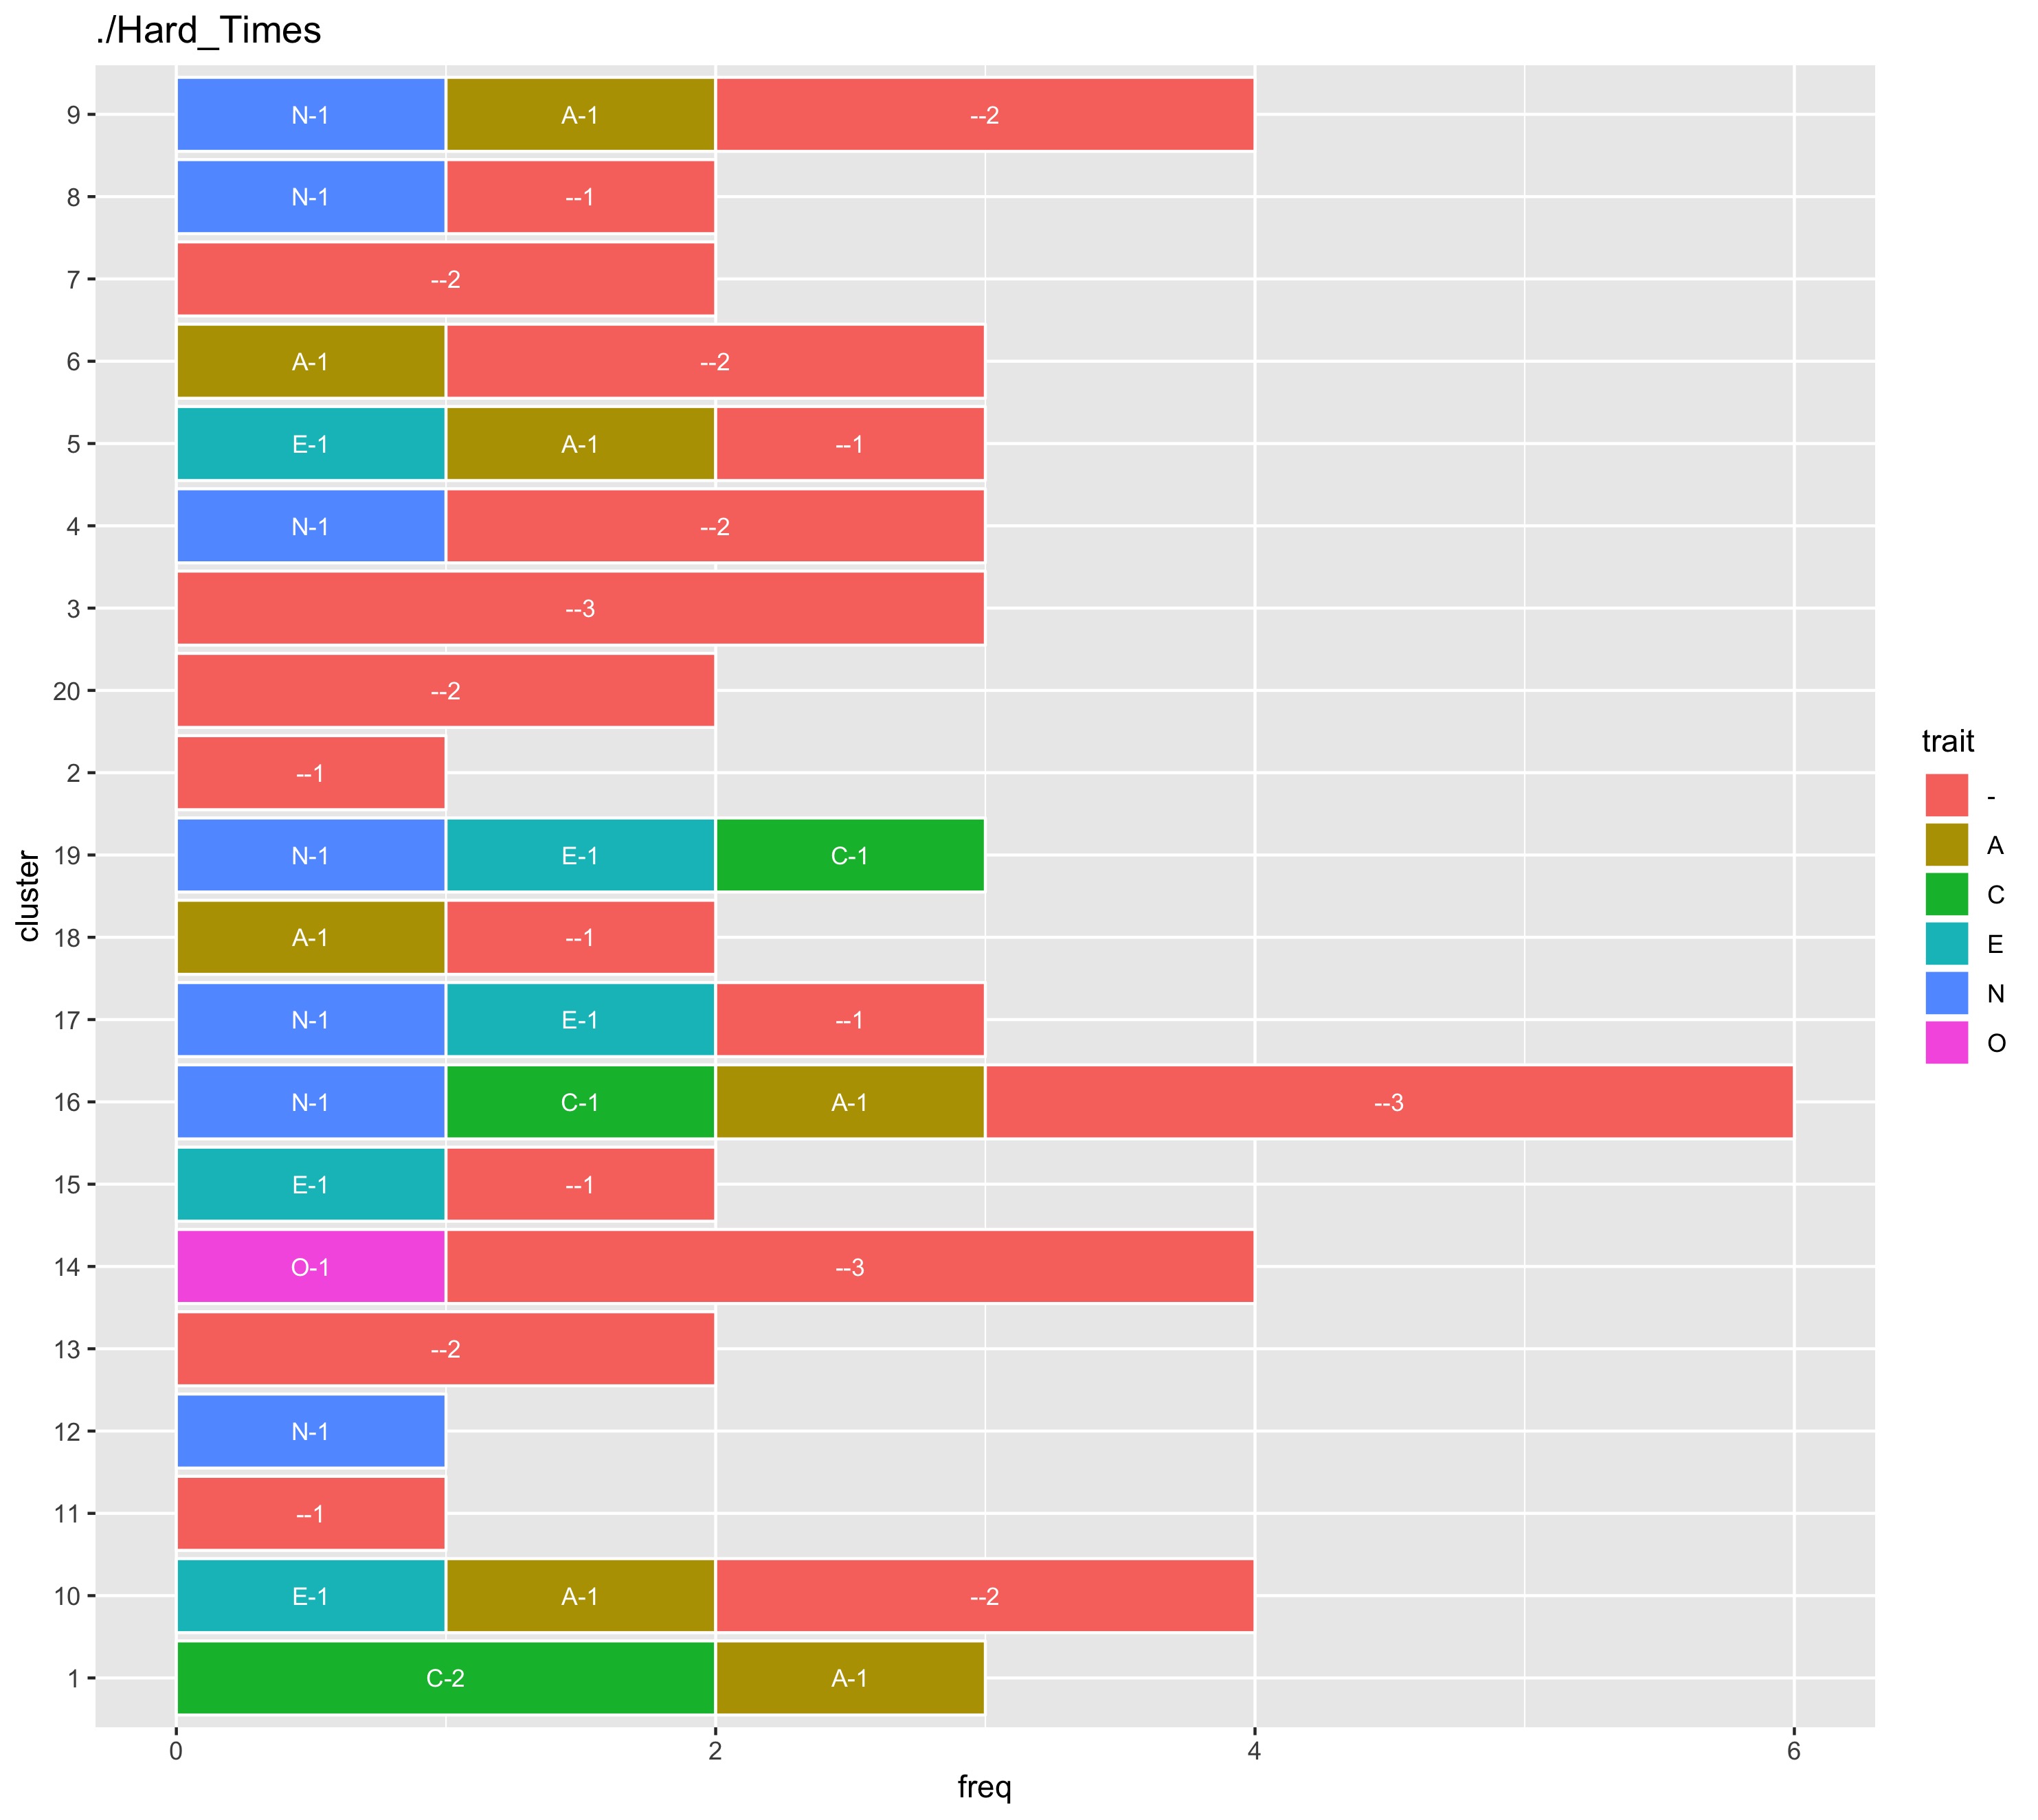 ./Hard_Times
9 N-1 A-1 --2
8 N-1 --1
7 --2
6 A-1 --2
5 E-1 A-1 --1
4 N-1 --2
3 --3
20 --2
2 --1
19 N-1 E-1 C-1
18 A-1 --1
17 N-1 E-1 --1
16 N-1 C-1 A-1 --3
15 E-1 --1
14 O-1 --3
13 --2
12 N-1
11 --1
10 E-1 A-1 --2
1 C-2 A-1
0 2 4 6
freq
cluster
trait
-
A
C
E
N
O